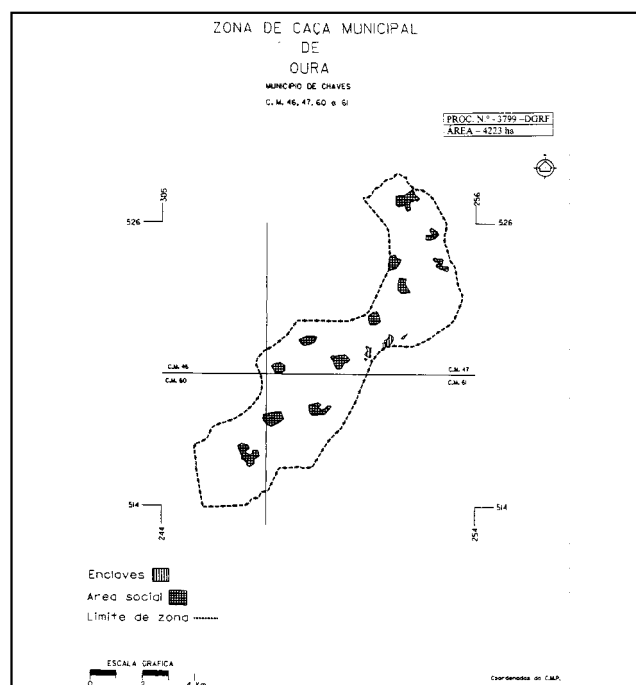 ZONA DE CAÇA MUNICIPAL
DE
OURA
MUNICIPIO DE CHAVES
C. M. 46, 47, 60 e 61
PROC. N.º - 3799 –DGRF
ÁREA – 4223 ha
305
256
526
526
C.M. 46
C.M. 47
C.M. 60
C.M. 61
514
514
244
254
Enclaves
Area social
Limite de zona
ESCALA GRAFICA
0 2 4 Km
Coordenadas da C.M.P.